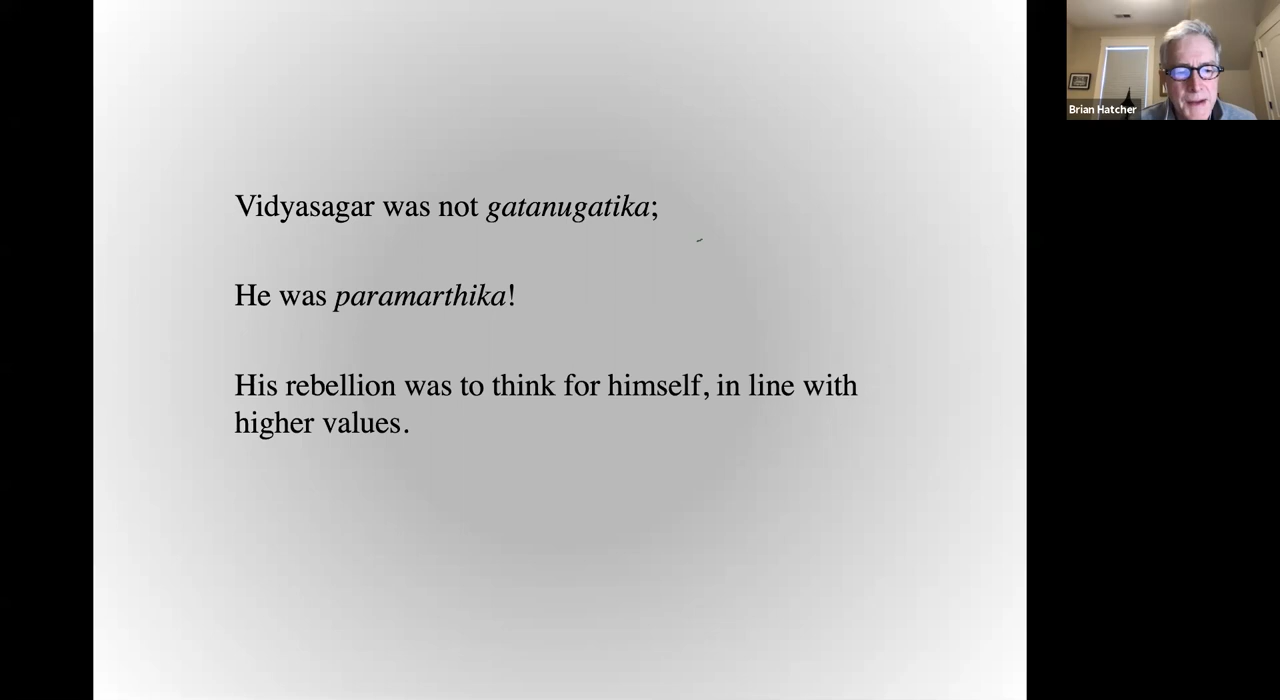 Vidyasagar was not gatanugatika;
He was paramarthika!
His rebellion was to think for himself, in line with
higher values.
Brian Hatcher